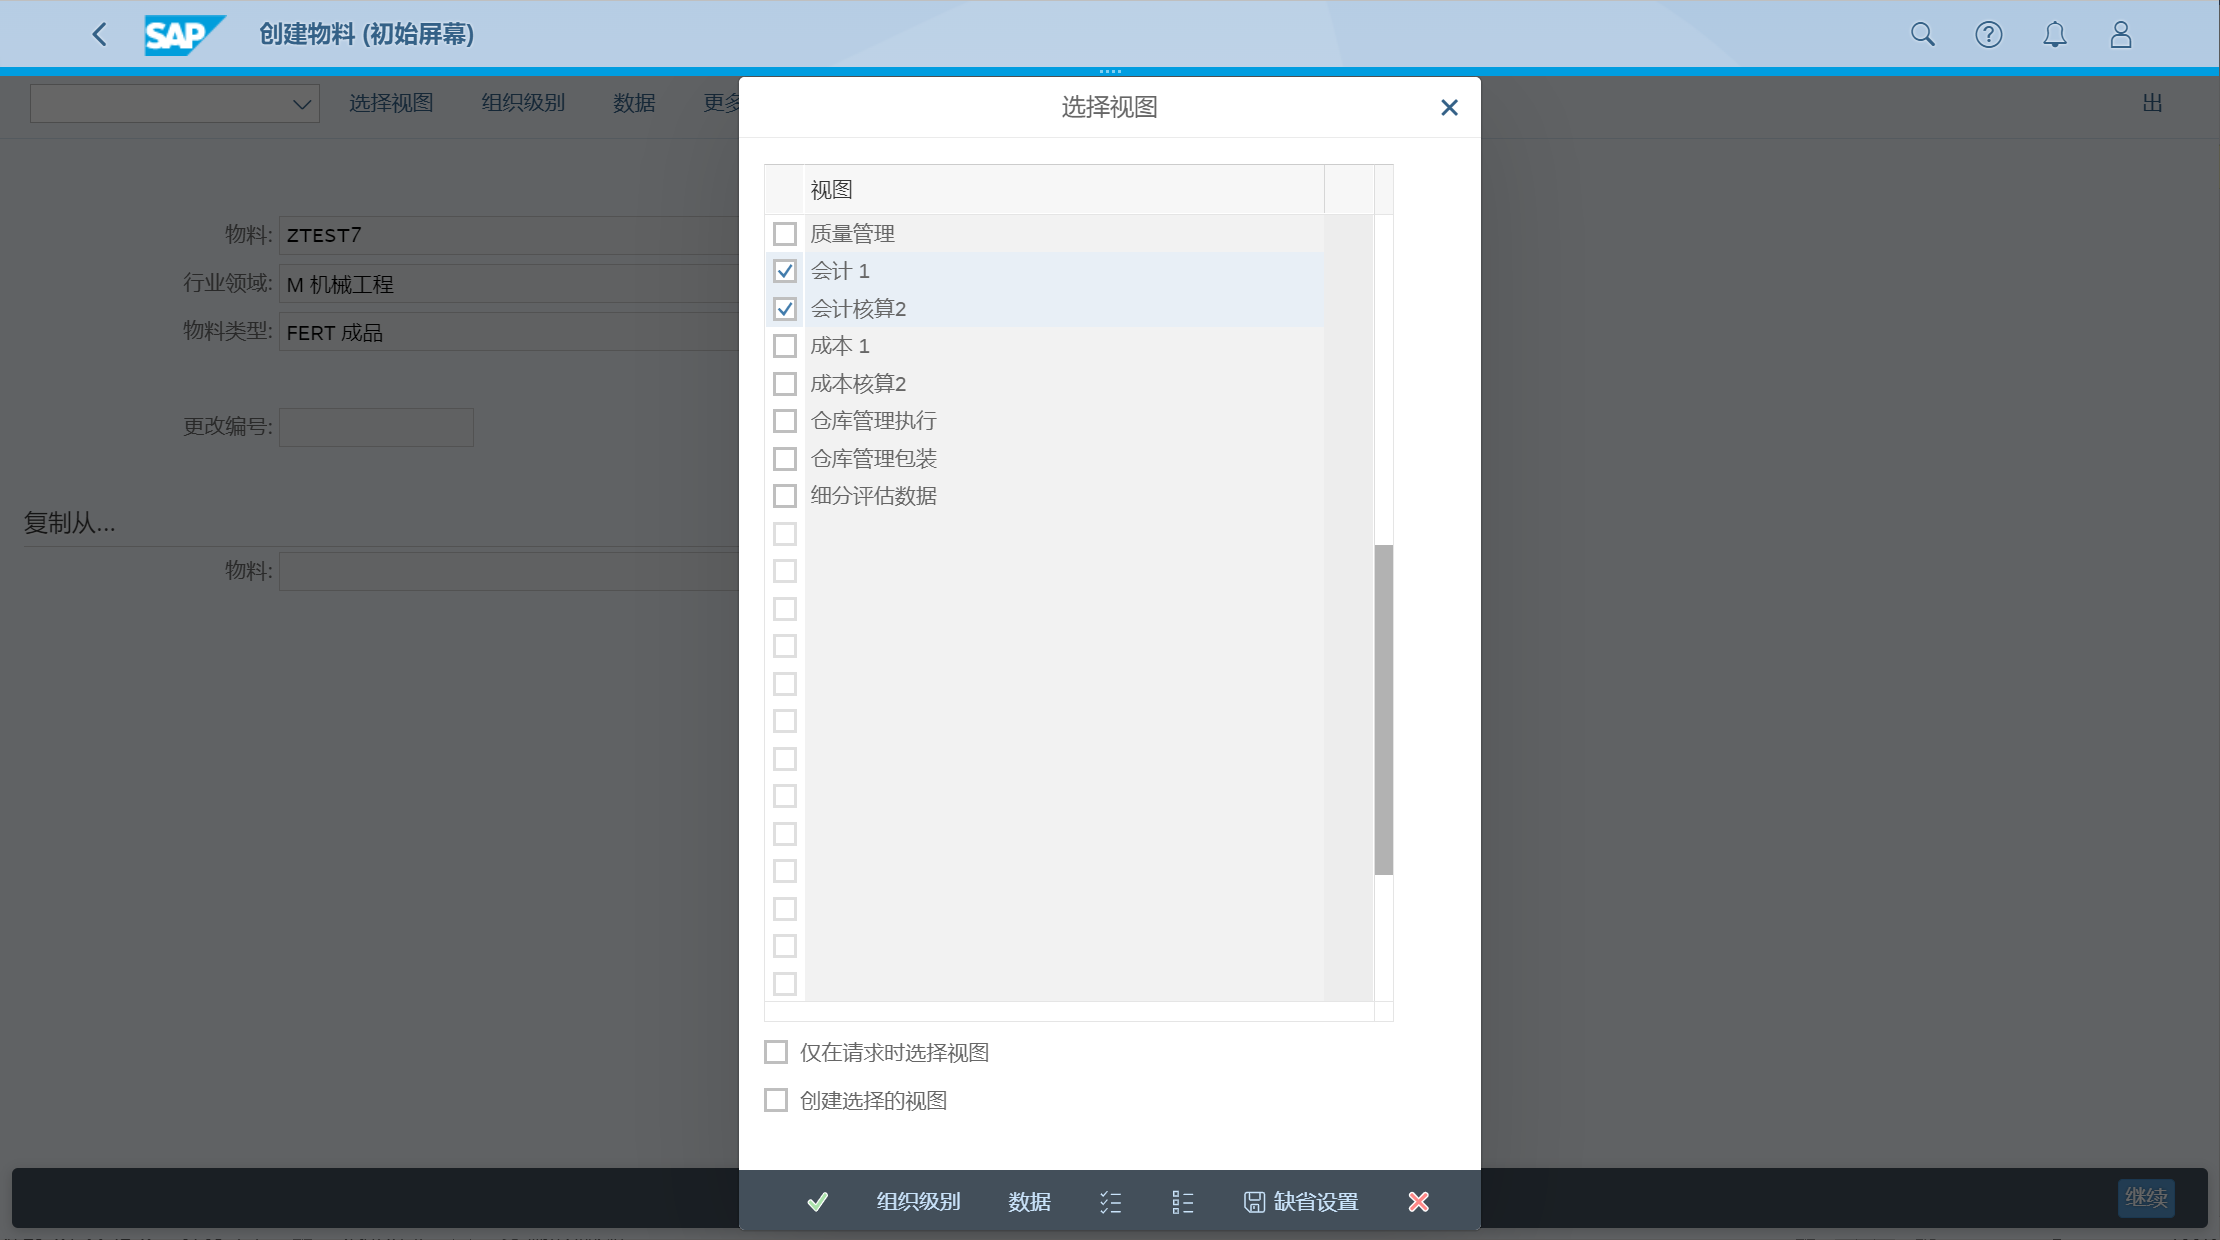 SAP 创建物料 (初始屏幕)
选择视图 组织级别 数据 更多 出
选择视图
视图
物料: ZTEST7
质量管理
会计 1
行业领域: M 机械工程
会计核算2
物料类型: FERT 成品
成本 1
成本核算2
更改编号:
仓库管理执行
仓库管理包装
细分评估数据
复制从...
物料:
仅在请求时选择视图
创建选择的视图
组织级别 数据 缺省设置
继续